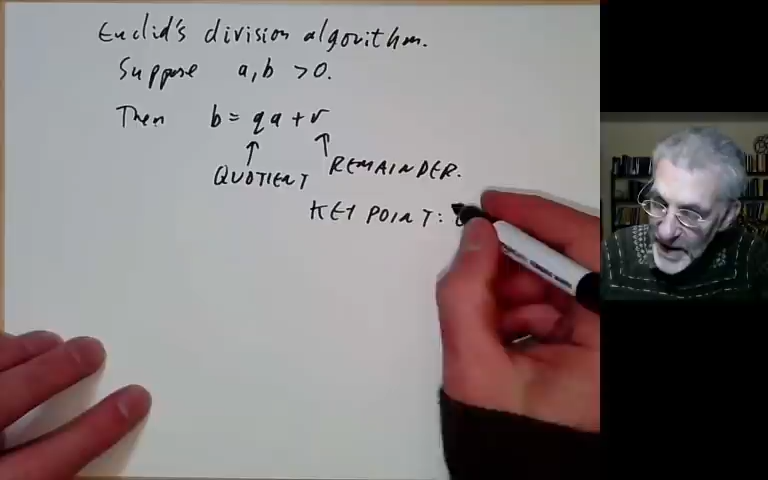 Euclid's division algorithm.
Suppose a, b > 0.
Then b = qa + r
↑ ↑
QUOTIENT REMAINDER.
KEY POINT: